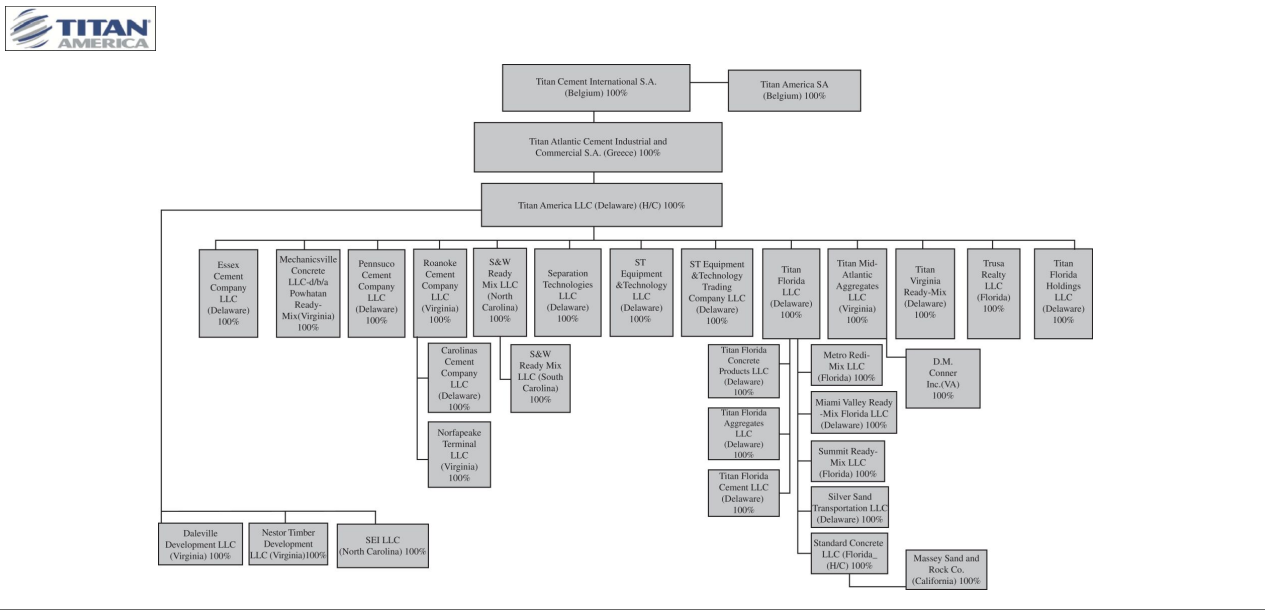 TITAN
AMERICA
Titan Cement International S.A.
(Belgium) 100%
Titan America SA
(Belgium) 100%
Titan Atlantic Cement Industrial and
Commercial S.A. (Greece) 100%
Titan America LLC (Delaware) (H/C) 100%
Essex
Cement
Company
LLC
(Delaware)
100%
Mechanicsville
Concrete
LLC-d/b/a
Powhatan
Ready-
Mix(Virginia)
100%
Pennsuco
Cement
Company
LLC
(Delaware)
100%
Roanoke
Cement
Company
LLC
(Virginia)
100%
S&W
Ready
Mix LLC
(North
Carolina)
100%
Separation
Technologies
LLC
(Delaware)
100%
ST
Equipment
&Technology
LLC
(Delaware)
100%
ST Equipment
&Technology
Trading
Company LLC
(Delaware)
100%
Titan
Florida
LLC
(Delaware)
100%
Titan Mid-
Atlantic
Aggregates
LLC
(Virginia)
100%
Titan
Virginia
Ready-Mix
(Delaware)
100%
Trusa
Realty
LLC
(Florida)
100%
Titan
Florida
Holdings
LLC
(Delaware)
100%
Carolinas
Cement
Company
LLC
(Delaware)
100%
Norfapeake
Terminal
LLC
(Virginia)
100%
S&W
Ready Mix
LLC (South
Carolina)
100%
Titan Florida
Concrete
Products LLC
(Delaware)
100%
Titan Florida
Aggregates
LLC
(Delaware)
100%
Titan Florida
Cement LLC
(Delaware)
100%
Metro Redi-
Mix LLC
(Florida) 100%
Miami Valley Ready
-Mix Florida LLC
(Delaware) 100%
Summit Ready-
Mix LLC
(Florida) 100%
Silver Sand
Transportation LLC
(Delaware) 100%
Standard Concrete
LLC (Florida_
(H/C) 100%
D.M.
Conner
Inc.(VA)
100%
Massey Sand and
Rock Co.
(California) 100%
Daleville
Development LLC
(Virginia) 100%
Nestor Timber
Development
LLC (Virginia)100%
SEI LLC
(North Carolina) 100%